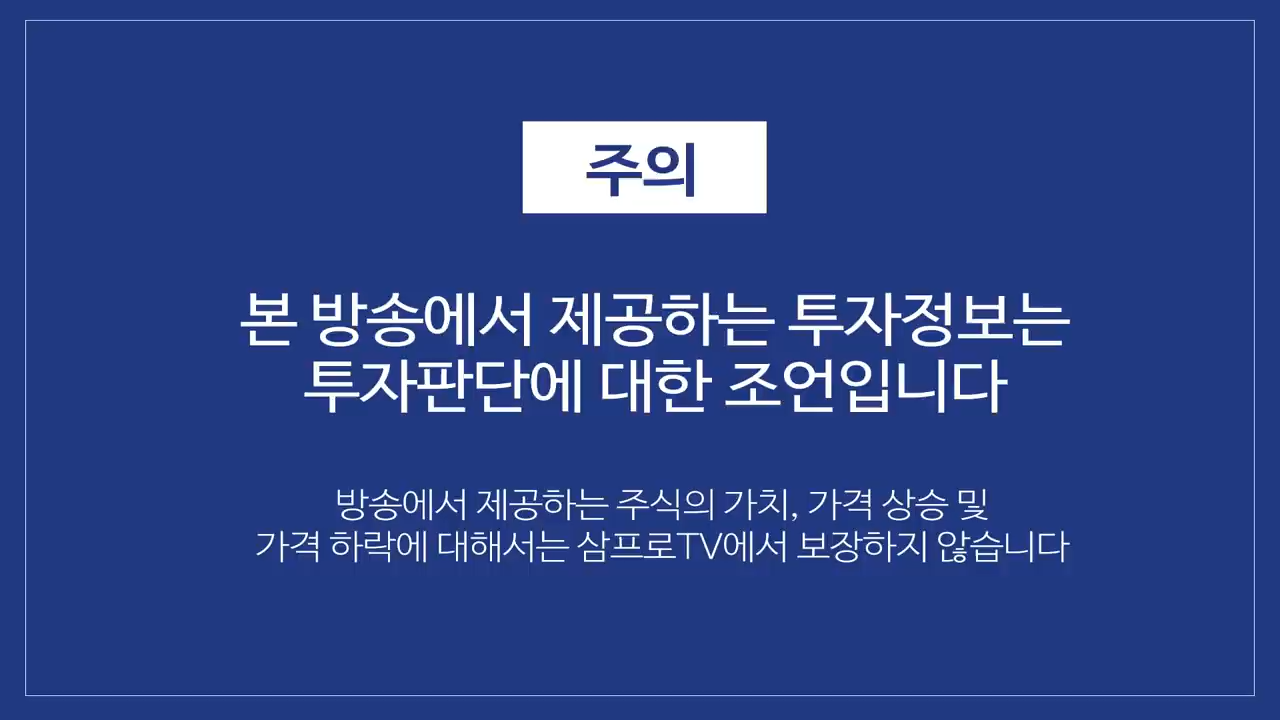 주의
본 방송에서 제공하는 투자정보는
투자판단에 대한 조언입니다
방송에서 제공하는 주식의 가치, 가격 상승 및
가격 하락에 대해서는 삼프로TV에서 보장하지 않습니다